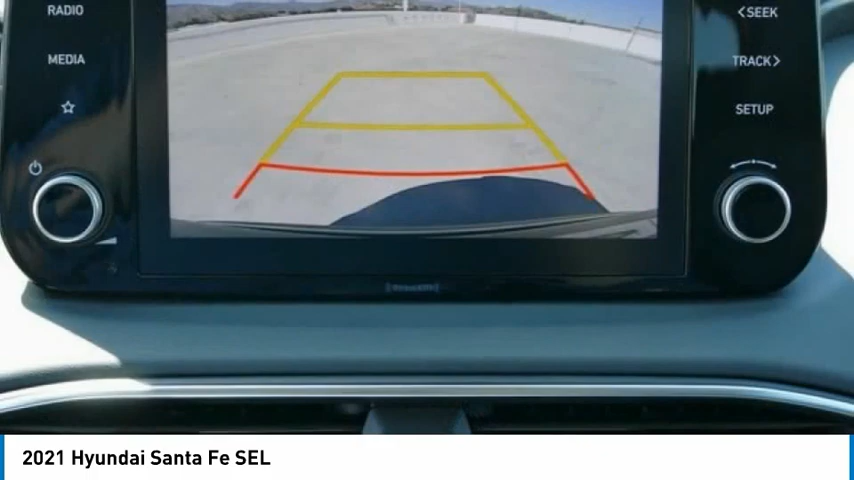 RADIO
<SEEK
MEDIA
TRACK>
SETUP
2021 Hyundai Santa Fe SEL